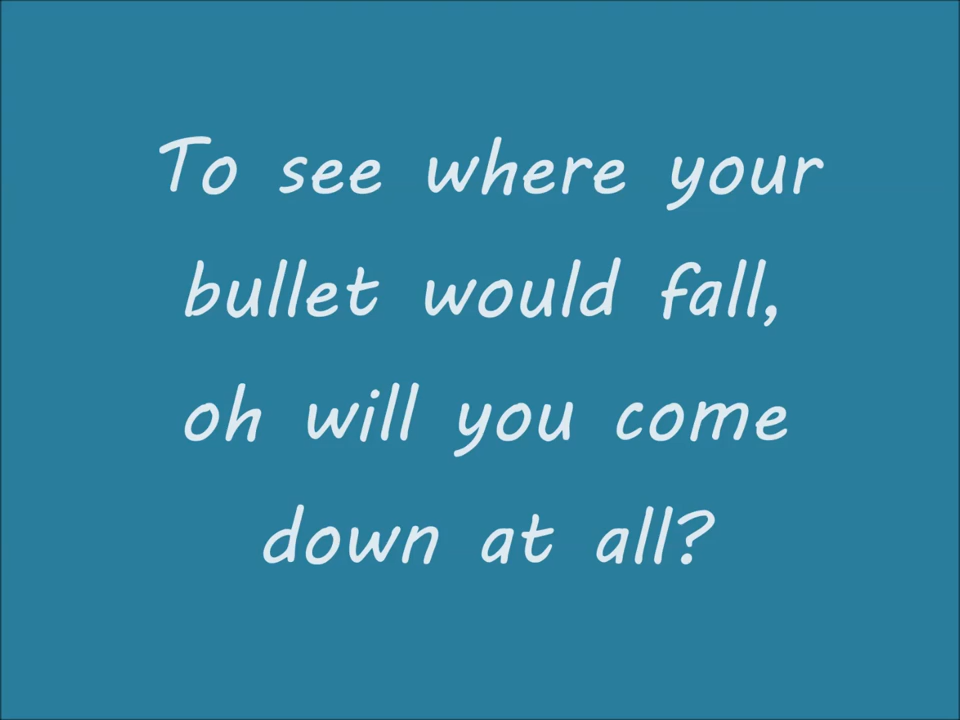 To see where your
bullet would fall,
oh will you come
down at all?